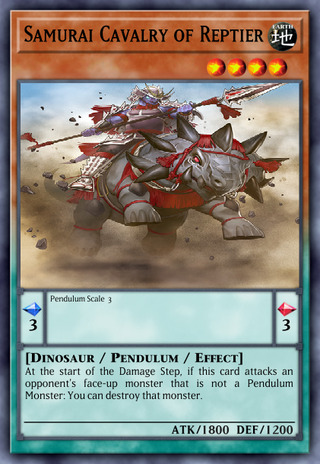 Samurai Cavalry of Reptier
EARTH
地
Pendulum Scale 3
3
3
[Dinosaur / Pendulum / Effect]
At the start of the Damage Step, if this card attacks an
opponent's face-up monster that is not a Pendulum
Monster: You can destroy that monster.
ATK/1800 DEF/1200